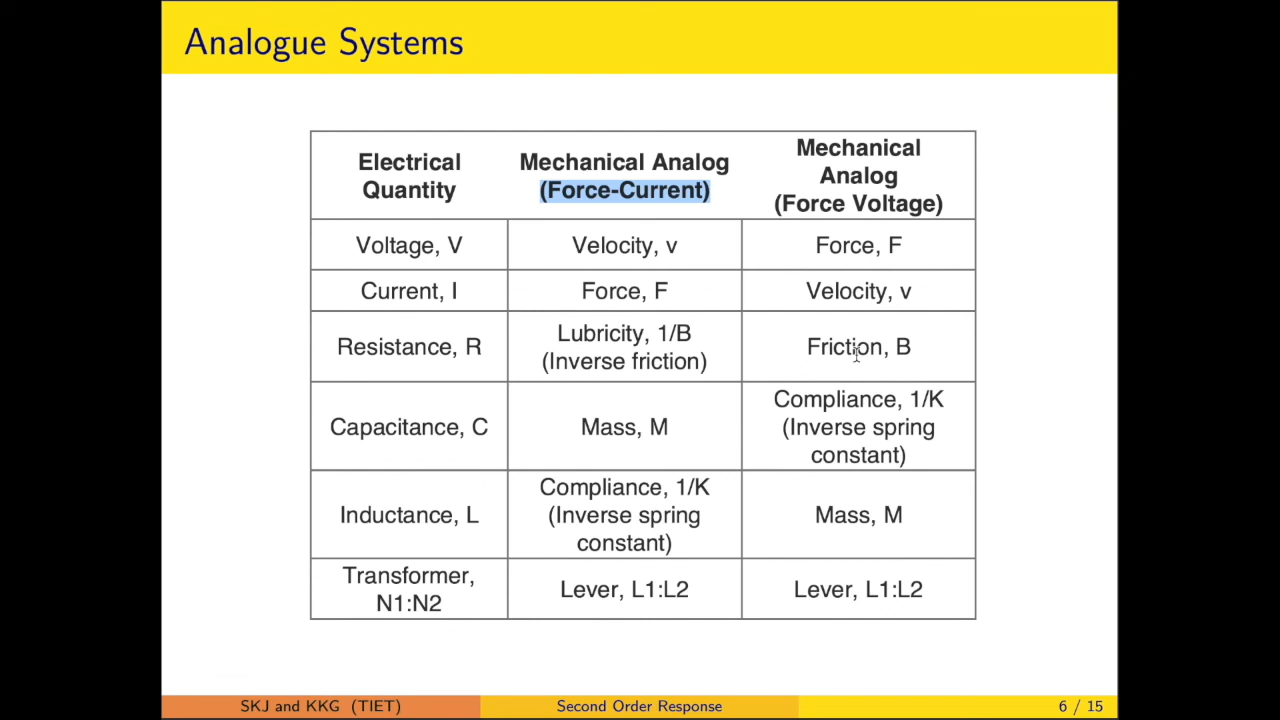 Analogue Systems
Electrical
Quantity
Mechanical Analog
(Force-Current)
Mechanical
Analog
(Force Voltage)
Voltage, V
Velocity, v
Force, F
Current, I
Force, F
Velocity, v
Resistance, R
Lubricity, 1/B
(Inverse friction)
Friction, B
Capacitance, C
Mass, M
Compliance, 1/K
(Inverse spring
constant)
Inductance, L
Compliance, 1/K
(Inverse spring
constant)
Mass, M
Transformer,
N1:N2
Lever, L1:L2
Lever, L1:L2
SKJ and KKG (TIET)
Second Order Response
6 / 15